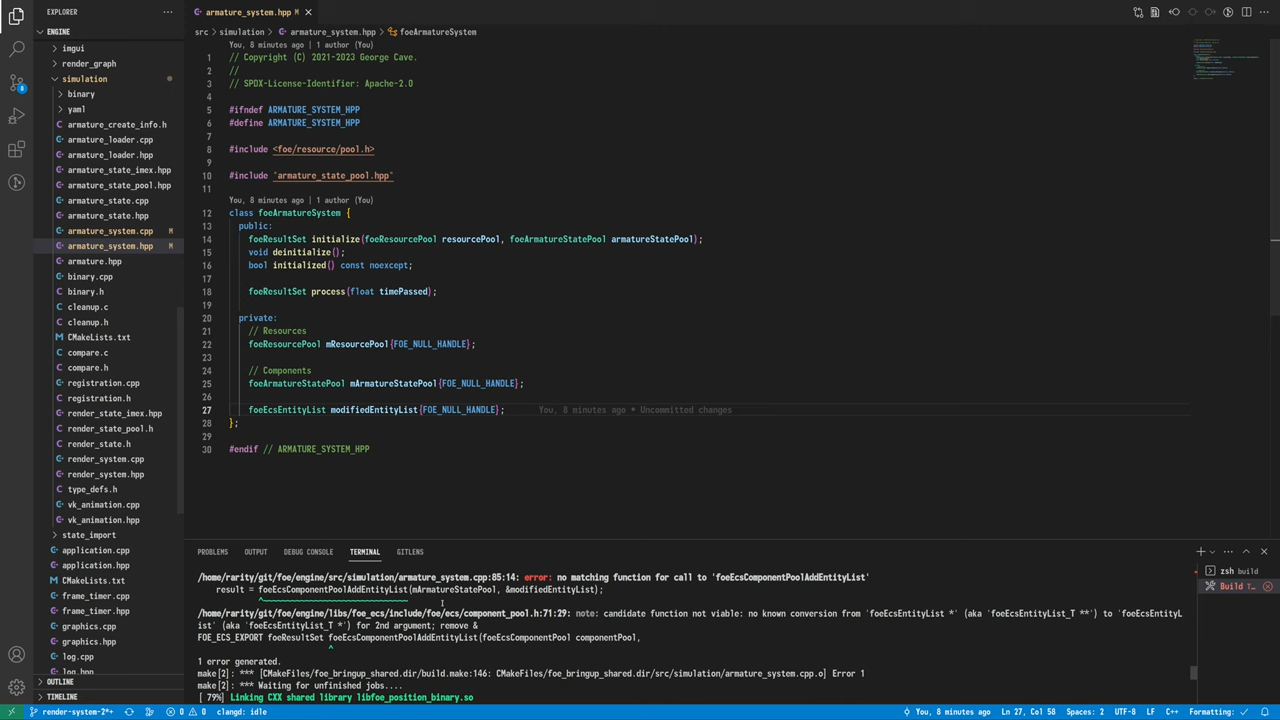 EXPLORER
ENGINE
imgui
render_graph
simulation
binary
yaml
armature_create_info.h
armature_loader.cpp
armature_loader.hpp
armature_state_imex.hpp
armature_state_pool.hpp
armature_state.cpp
armature_state.hpp
armature_system.cpp M
armature_system.hpp M
armature.hpp
binary.cpp
binary.h
cleanup.c
cleanup.h
CMakeLists.txt
compare.c
compare.h
registration.cpp
registration.h
render_state_imex.hpp
render_state_pool.h
render_state.h
render_system.cpp
render_system.hpp
type_defs.h
vk_animation.cpp
vk_animation.hpp
state_import
application.cpp
application.hpp
CMakeLists.txt
frame_timer.cpp
frame_timer.hpp
graphics.cpp
graphics.hpp
log.cpp
log.hpp
OUTLINE
TIMELINE
armature_system.hpp M
src > simulation > armature_system.hpp > foeArmatureSystem
You, 8 minutes ago | 1 author (You)
1 // Copyright (C) 2021-2023 George Cave.
2 //
3 // SPDX-License-Identifier: Apache-2.0
4
5 #ifndef ARMATURE_SYSTEM_HPP
6 #define ARMATURE_SYSTEM_HPP
7
8 #include <foe/resource/pool.h>
9
10 #include "armature_state_pool.hpp"
11
You, 8 minutes ago | 1 author (You)
12 class foeArmatureSystem {
13 public:
14 foeResultSet initialize(foeResourcePool resourcePool, foeArmatureStatePool armatureStatePool);
15 void deinitialize();
16 bool initialized() const noexcept;
17
18 foeResultSet process(float timePassed);
19
20 private:
21 // Resources
22 foeResourcePool mResourcePool{FOE_NULL_HANDLE};
23
24 // Components
25 foeArmatureStatePool mArmatureStatePool{FOE_NULL_HANDLE};
26
27 foeEcsEntityList modifiedEntityList{FOE_NULL_HANDLE}; You, 8 minutes ago • Uncommitted changes
28 };
29
30 #endif // ARMATURE_SYSTEM_HPP
PROBLEMS OUTPUT DEBUG CONSOLE TERMINAL GITLENS
/home/rarity/git/foe/engine/src/simulation/armature_system.cpp:85:14: error: no matching function for call to 'foeEcsComponentPoolAddEntityList'
result = foeEcsComponentPoolAddEntityList(mArmatureStatePool, &modifiedEntityList);
^~~~~~~~~~~~~~~~~~~~~~~~~~~~~~~~
/home/rarity/git/foe/engine/libs/foe_ecs/include/foe/ecs/component_pool.h:71:29: note: candidate function not viable: no known conversion from 'foeEcsEntityList *' (aka 'foeEcsEntityList_T **') to 'foeEcsEntityL
ist' (aka 'foeEcsEntityList_T *') for 2nd argument; remove &
FOE_ECS_EXPORT foeResultSet foeEcsComponentPoolAddEntityList(foeEcsComponentPool componentPool,
^
1 error generated.
make[2]: *** [CMakeFiles/foe_bringup_shared.dir/build.make:146: CMakeFiles/foe_bringup_shared.dir/src/simulation/armature_system.cpp.o] Error 1
make[2]: *** Waiting for unfinished jobs....
[ 79%] Linking CXX shared library libfoe_position_binary.so
zsh build
Build T...
render-system-2*+ 0 0 clangd: idle
You, 8 minutes ago Ln 27, Col 58 Spaces: 2 UTF-8 LF C++ Formatting: ✓